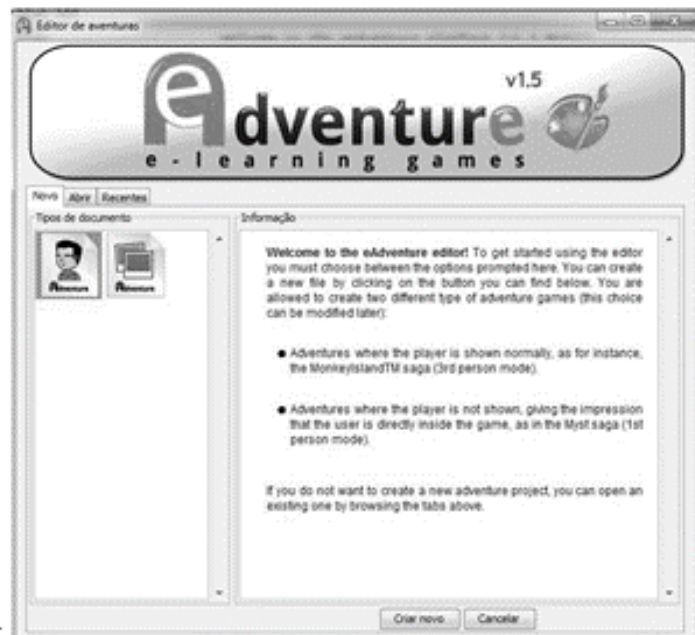 Editor de aventuras
eAdventure v1.5
e-learning games
Novo Abrir Recentes
Tipos de documento
Informação
Adventure Adventure
Welcome to the eAdventure editor! To get started using the editor
you must choose between the options prompted here. You can create
a new file by clicking on the button you can find below. You are
allowed to create two different type of adventure games (this choice
can be modified later):
● Adventures where the player is shown normally, as for instance,
the MonkeyIslandTM saga (3rd person mode).
● Adventures where the player is not shown, giving the impression
that the user is directly inside the game, as in the Myst saga (1st
person mode).
If you do not want to create a new adventure project, you can open an
existing one by browsing the tabs above.
Criar novo Cancelar